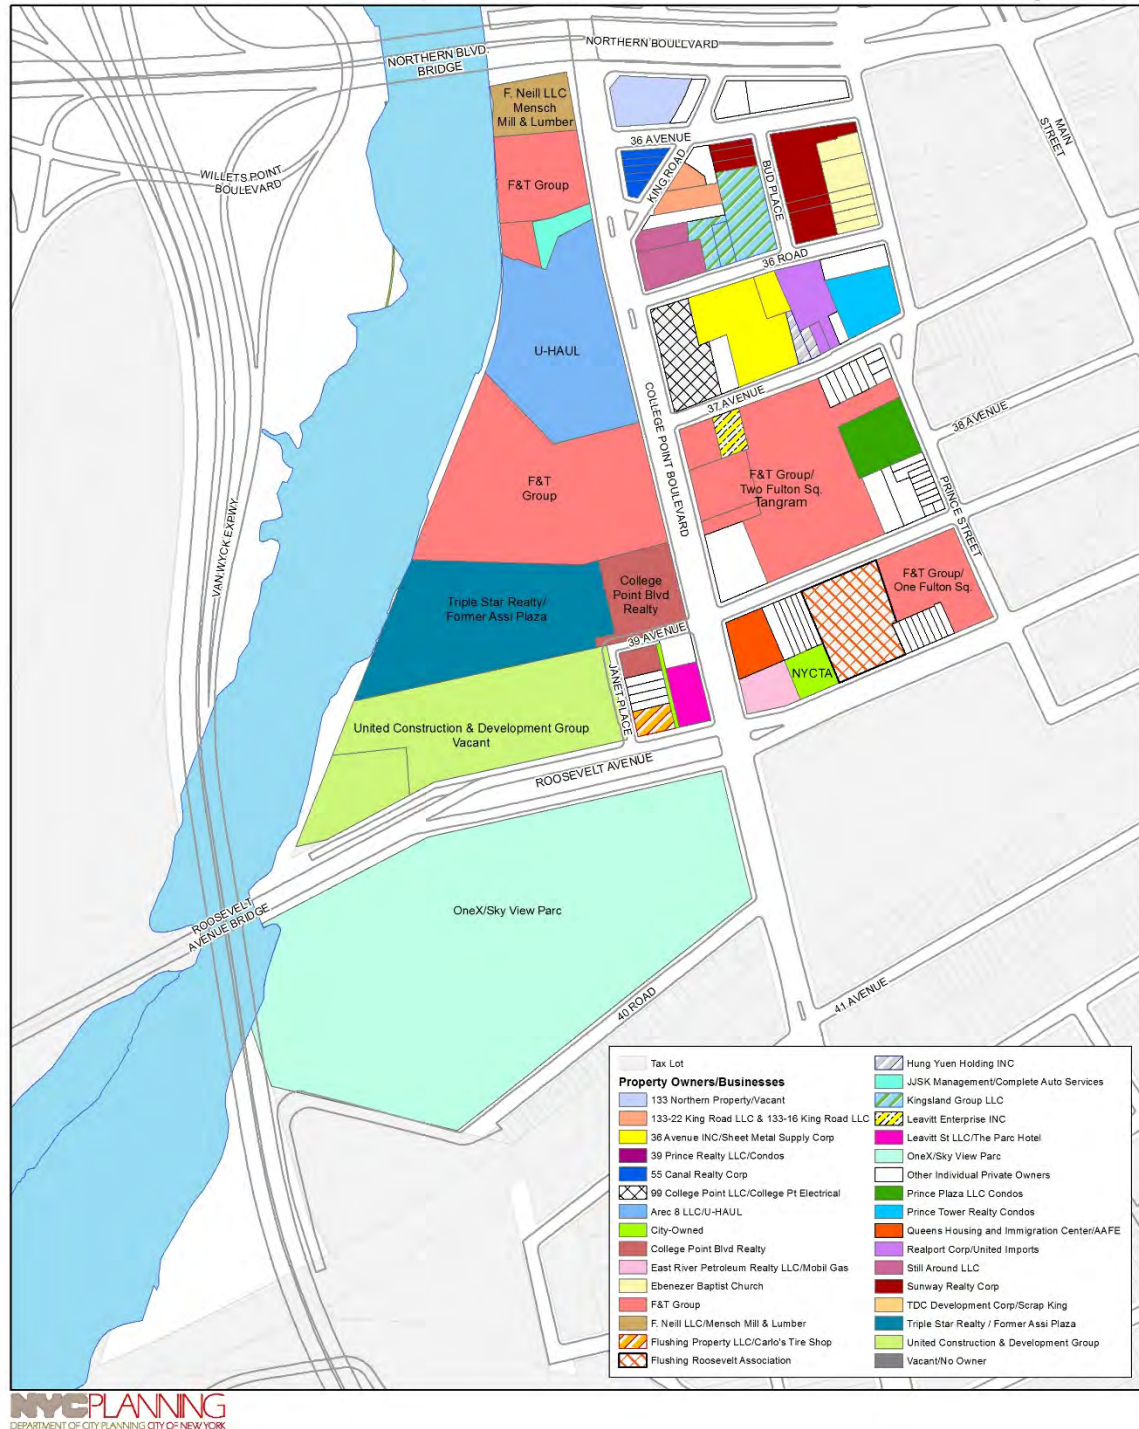 NORTHERN BOULEVARD
NORTHERN BLVD.
BRIDGE
F. Neill LLC
Mensch
Mill & Lumber
36 AVENUE
MAIN
STREET
WILLETS POINT
BOULEVARD
KING ROAD
BUD PLACE
F&T Group
36 ROAD
U-HAUL
COLLEGE POINT BOULEVARD
37 AVENUE
38 AVENUE
F&T
Group
F&T Group/
Two Fulton Sq.
Tangram
PRINCE STREET
VAN WYCK EXPWY
College
Point Blvd
Realty
F&T Group/
One Fulton Sq.
Triple Star Realty/
Former Assi Plaza
39 AVENUE
JANET PLACE
NYCTA
United Construction & Development Group
Vacant
ROOSEVELT AVENUE
OneX/Sky View Parc
ROOSEVELT
AVENUE BRIDGE
40 ROAD
41 AVENUE
Tax Lot
Property Owners/Businesses
133 Northern Property/Vacant
133-22 King Road LLC & 133-16 King Road LLC
36 Avenue INC/Sheet Metal Supply Corp
39 Prince Realty LLC/Condos
55 Canal Realty Corp
99 College Point LLC/College Pt Electrical
Arec 8 LLC/U-HAUL
City-Owned
College Point Blvd Realty
East River Petroleum Realty LLC/Mobil Gas
Ebenezer Baptist Church
F&T Group
F. Neill LLC/Mensch Mill & Lumber
Flushing Property LLC/Carlo's Tire Shop
Flushing Roosevelt Association
Hung Yuen Holding INC
JJSK Management/Complete Auto Services
Kingsland Group LLC
Leavitt Enterprise INC
Leavitt St LLC/The Parc Hotel
OneX/Sky View Parc
Other Individual Private Owners
Prince Plaza LLC Condos
Prince Tower Realty Condos
Queens Housing and Immigration Center/AAFE
Realport Corp/United Imports
Still Around LLC
Sunway Realty Corp
TDC Development Corp/Scrap King
Triple Star Realty / Former Assi Plaza
United Construction & Development Group
Vacant/No Owner
NYCPLANNING
DEPARTMENT OF CITY PLANNING CITY OF NEW YORK